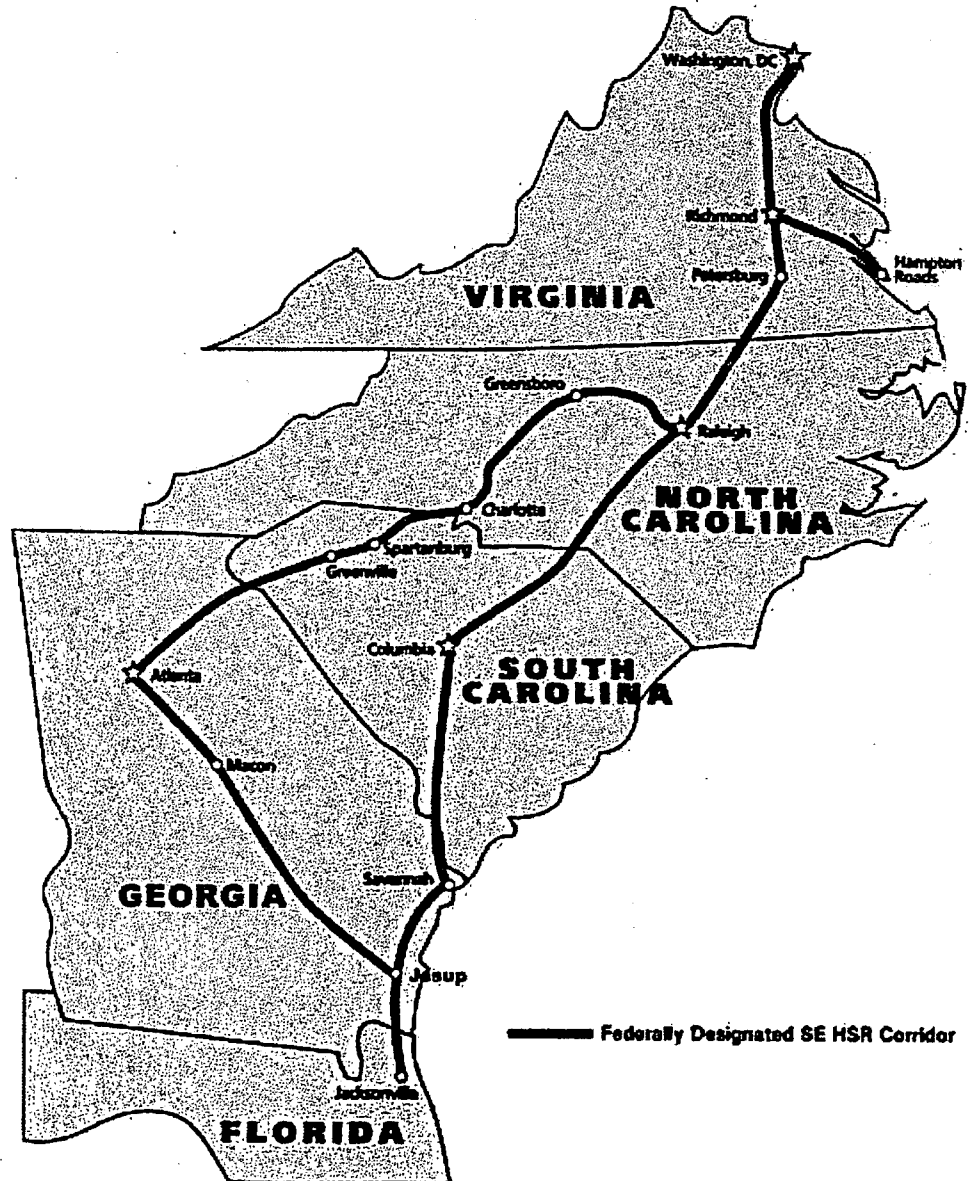 Washington, DC
Richmond
Hampton
Roads
Petersburg
VIRGINIA
Greensboro
Raleigh
NORTH
CAROLINA
Charlotte
Spartanburg
Greenville
Columbia
SOUTH
CAROLINA
Atlanta
Macon
Savannah
GEORGIA
Jesup
Federally Designated SE HSR Corridor
Jacksonville
FLORIDA